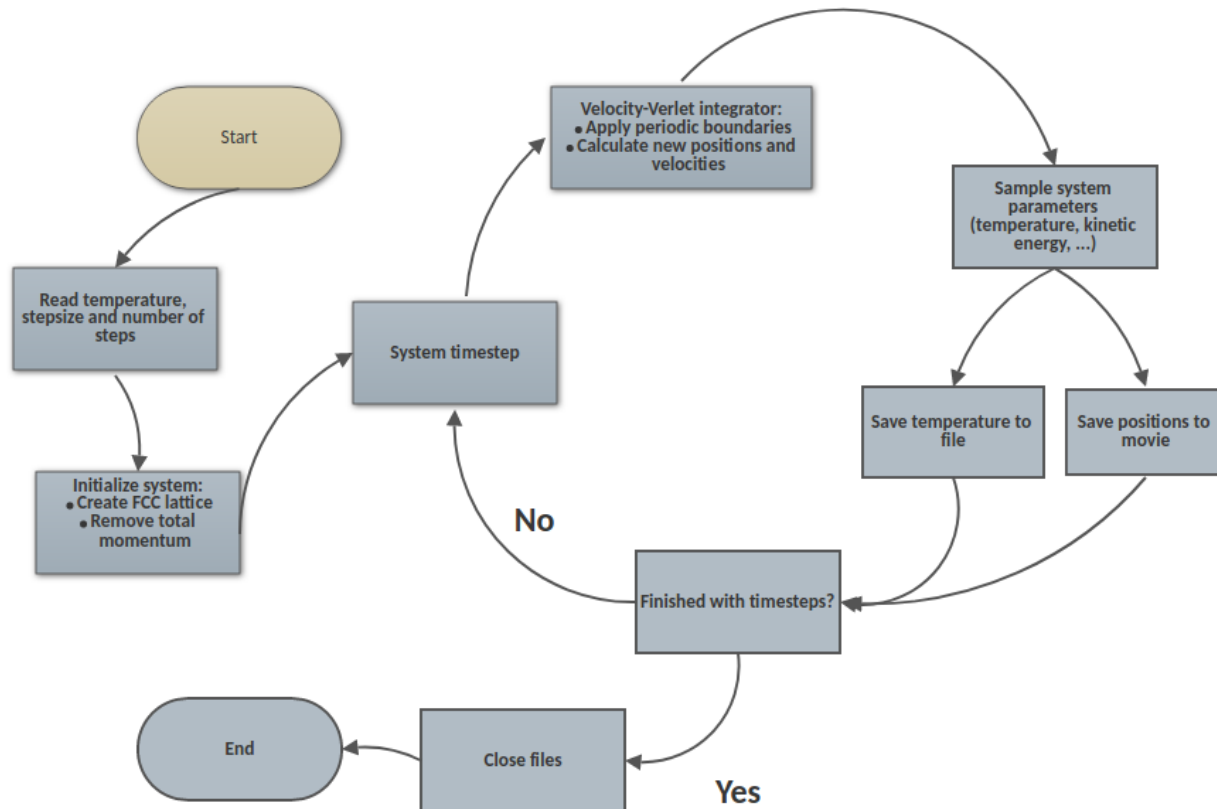 Start
Read temperature,
stepsize and number of
steps
Initialize system:
● Create FCC lattice
● Remove total
momentum
System timestep
Velocity-Verlet integrator:
● Apply periodic boundaries
● Calculate new positions and
velocities
Sample system
parameters
(temperature, kinetic
energy, ...)
Save temperature to
file
Save positions to
movie
Finished with timesteps?
No
Yes
Close files
End